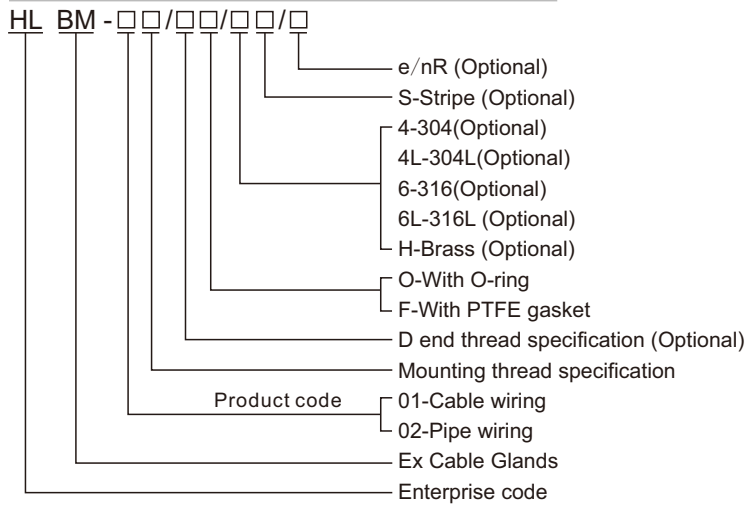 HL BM-□□/□□/□□/□
e/nR (Optional)
S-Stripe (Optional)
4-304(Optional)
4L-304L(Optional)
6-316(Optional)
6L-316L (Optional)
H-Brass (Optional)
O-With O-ring
F-With PTFE gasket
D end thread specification (Optional)
Mounting thread specification
Product code 01-Cable wiring
02-Pipe wiring
Ex Cable Glands
Enterprise code